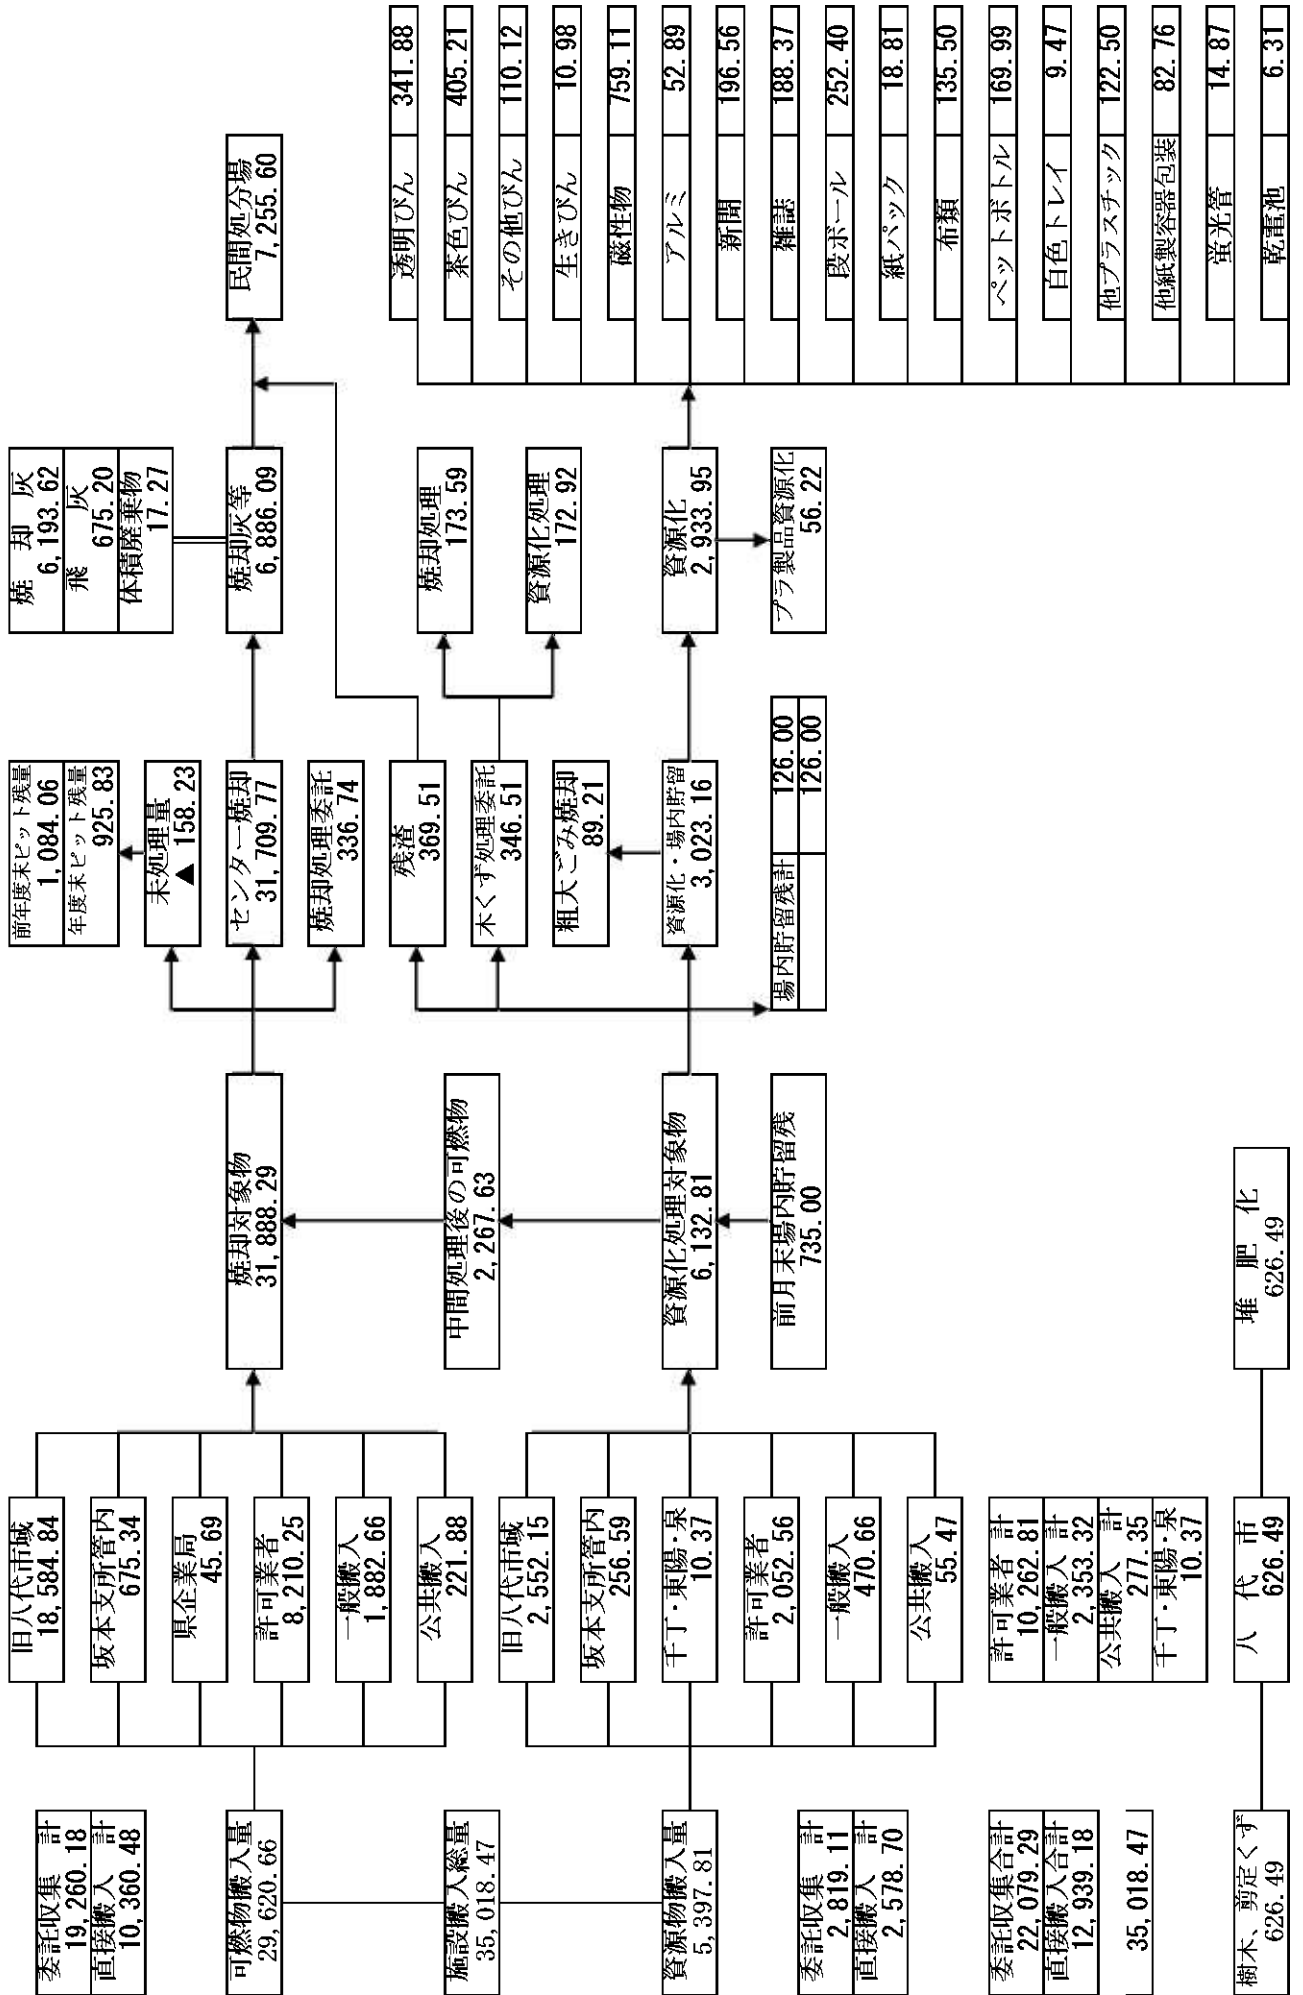 委託収集 計
19,260.18
直接搬入 計
10,360.48
可燃物搬入量
29,620.66
施設搬入総量
35,018.47
資源物搬入量
5,397.81
委託収集 計
2,819.11
直接搬入 計
2,578.70
委託収集合計
22,079.29
直接搬入合計
12,939.18
35,018.47
樹木、剪定くず
626.49
旧八代市域
18,584.84
坂本支所管内
675.34
県企業局
45.69
許可業者
8,210.25
一般搬入
1,882.66
公共搬入
221.88
旧八代市域
2,552.15
坂本支所管内
256.59
千丁・東陽・泉
10.37
許可業者
2,052.56
一般搬入
470.66
公共搬入
55.47
許可業者 計
10,262.81
一般搬入 計
2,353.32
公共搬入 計
277.35
千丁・東陽・泉
10.37
八代市
626.49
焼却対象物
31,888.29
中間処理後の可燃物
2,267.63
資源化処理対象物
6,132.81
前月末場内貯留残
735.00
堆肥化
626.49
前年度末ピット残量
1,084.06
年度末ピット残量
925.83
未処理量
▲ 158.23
センター焼却
31,709.77
焼却処理委託
336.74
残渣
369.51
木くず処理委託
346.51
粗大ごみ焼却
89.21
資源化・場内貯留
3,023.16
場内貯留残計 126.00
126.00
焼却灰
6,193.62
飛灰
675.20
体積廃棄物
17.27
焼却灰等
6,886.09
焼却処理
173.59
資源化処理
172.92
資源化
2,933.95
プラ製品資源化
56.22
民間処分場
7,255.60
透明びん 341.88
茶色びん 405.21
その他びん 110.12
生きびん 10.98
磁性物 759.11
アルミ 52.89
新聞 196.56
雑誌 188.37
段ボール 252.40
紙パック 18.81
布類 135.50
ペットボトル 169.99
白色トレイ 9.47
他プラスチック 122.50
他紙製容器包装 82.76
蛍光管 14.87
乾電池 6.31